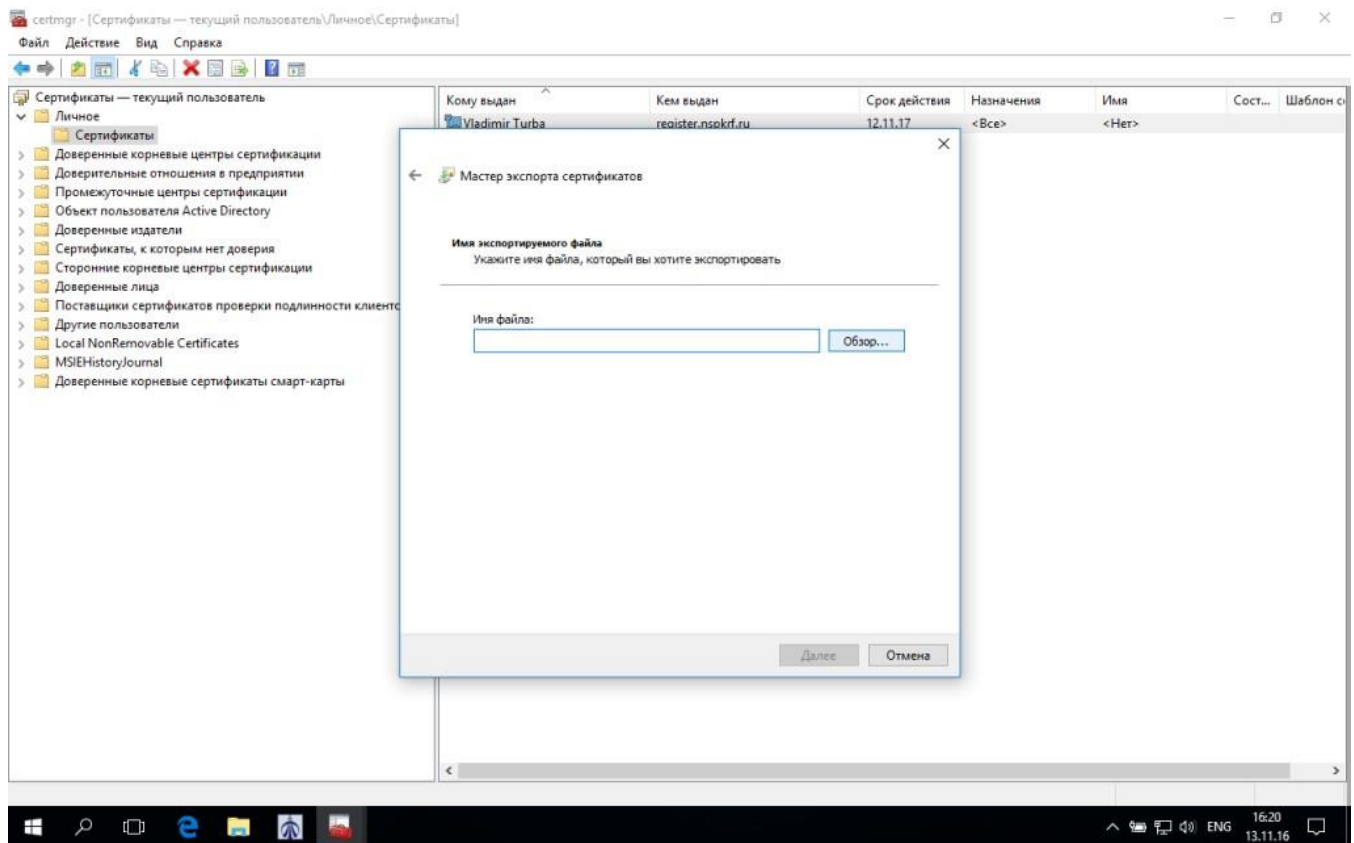 certmgr - [Сертификаты — текущий пользователь\Личное\Сертификаты]
Файл Действие Вид Справка
Сертификаты — текущий пользователь
Личное
Сертификаты
Доверенные корневые центры сертификации
Доверительные отношения в предприятии
Промежуточные центры сертификации
Объект пользователя Active Directory
Доверенные издатели
Сертификаты, к которым нет доверия
Сторонние корневые центры сертификации
Доверенные лица
Поставщики сертификатов проверки подлинности клиентс
Другие пользователи
Local NonRemovable Certificates
MSIEHistoryJournal
Доверенные корневые сертификаты смарт-карты
Кому выдан Кем выдан Срок действия Назначения Имя Сост... Шаблон с
Vladimir Turba register.nspkrf.ru 12.11.17 <Все> <Нет>
Мастер экспорта сертификатов
Имя экспортируемого файла
Укажите имя файла, который вы хотите экспортировать
Имя файла:
Обзор...
Далее Отмена
ENG 16:20
13.11.16